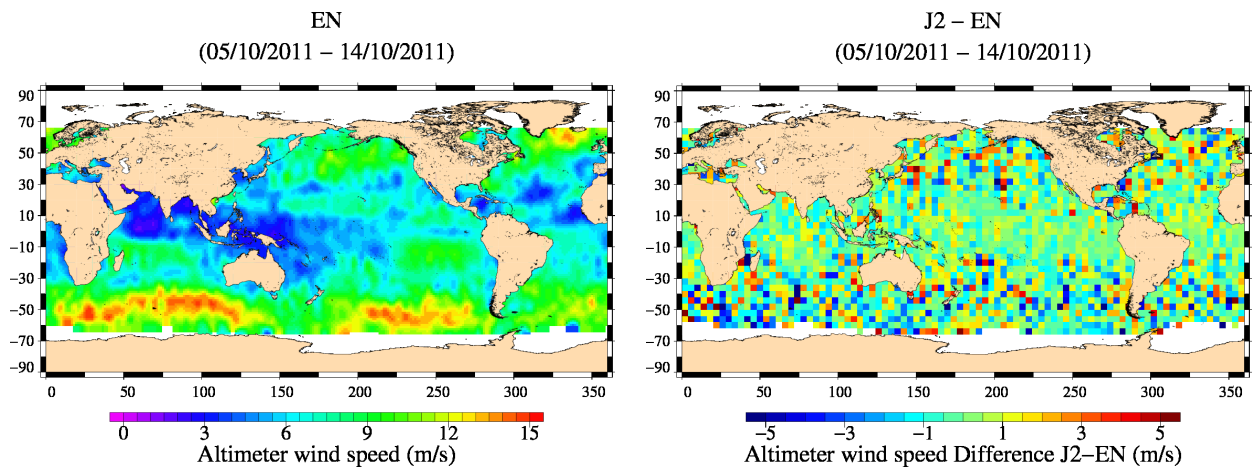 EN
(05/10/2011 − 14/10/2011)
90
70
50
30
10
−10
−30
−50
−70
−90
50 100 150 200 250 300 350
0 3 6 9 12 15
Altimeter wind speed (m/s)
J2 − EN
(05/10/2011 − 14/10/2011)
90
70
50
30
10
−10
−30
−50
−70
−90
0 50 100 150 200 250 300 350
−5 −3 −1 1 3 5
Altimeter wind speed Difference J2−EN (m/s)